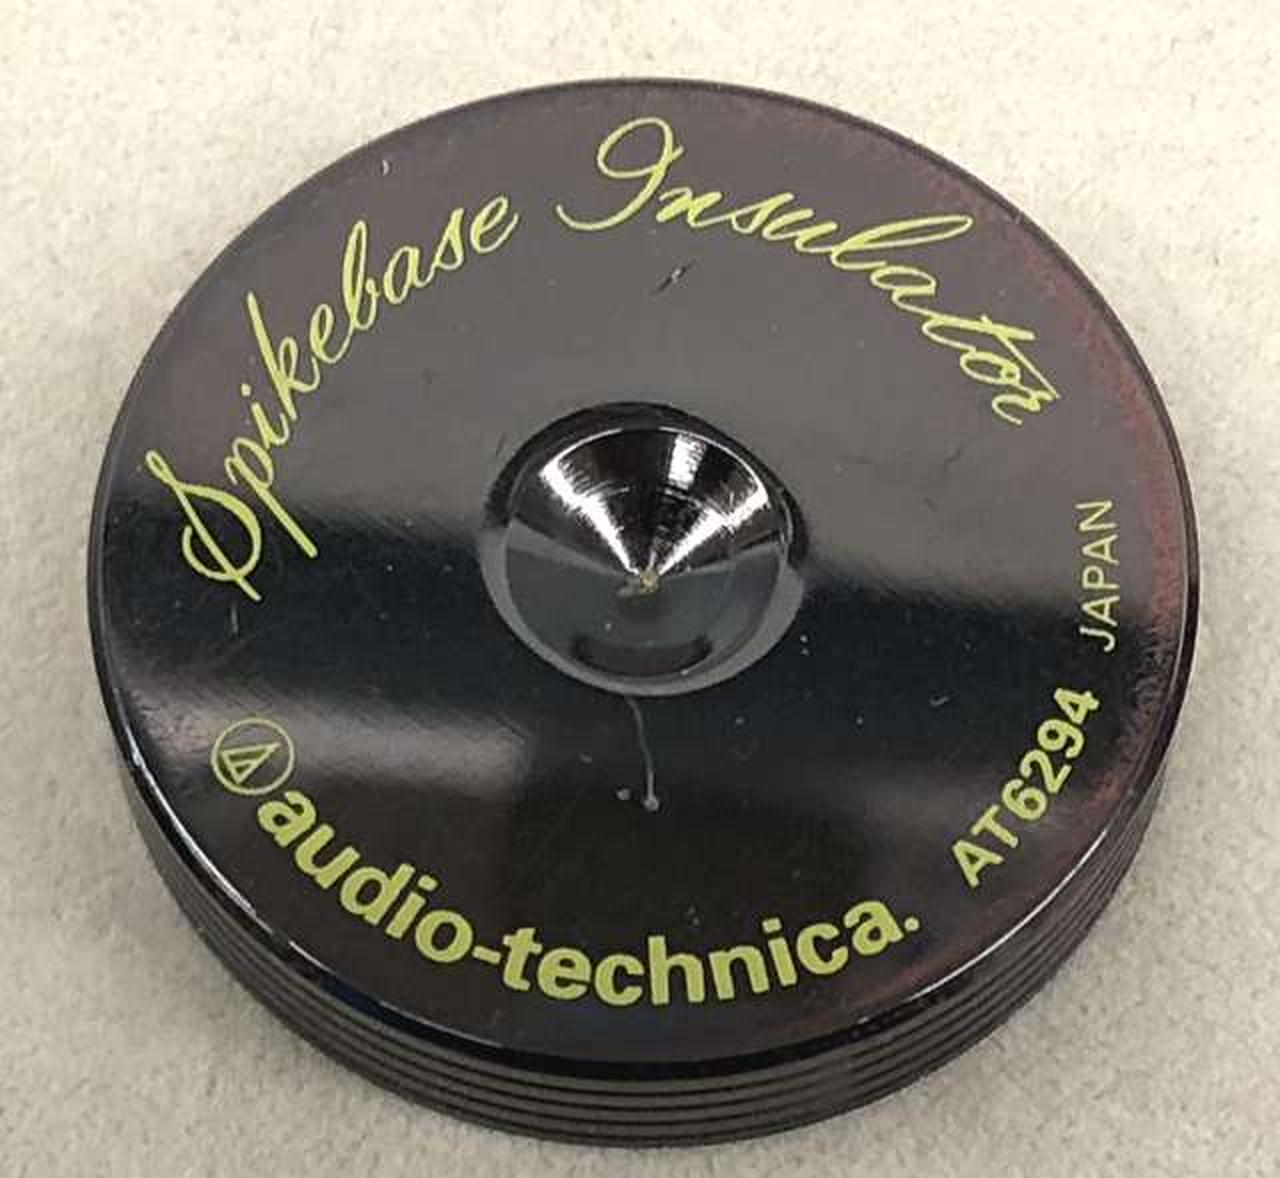 Spikebase Insulator
audio-technica.
AT6294
JAPAN